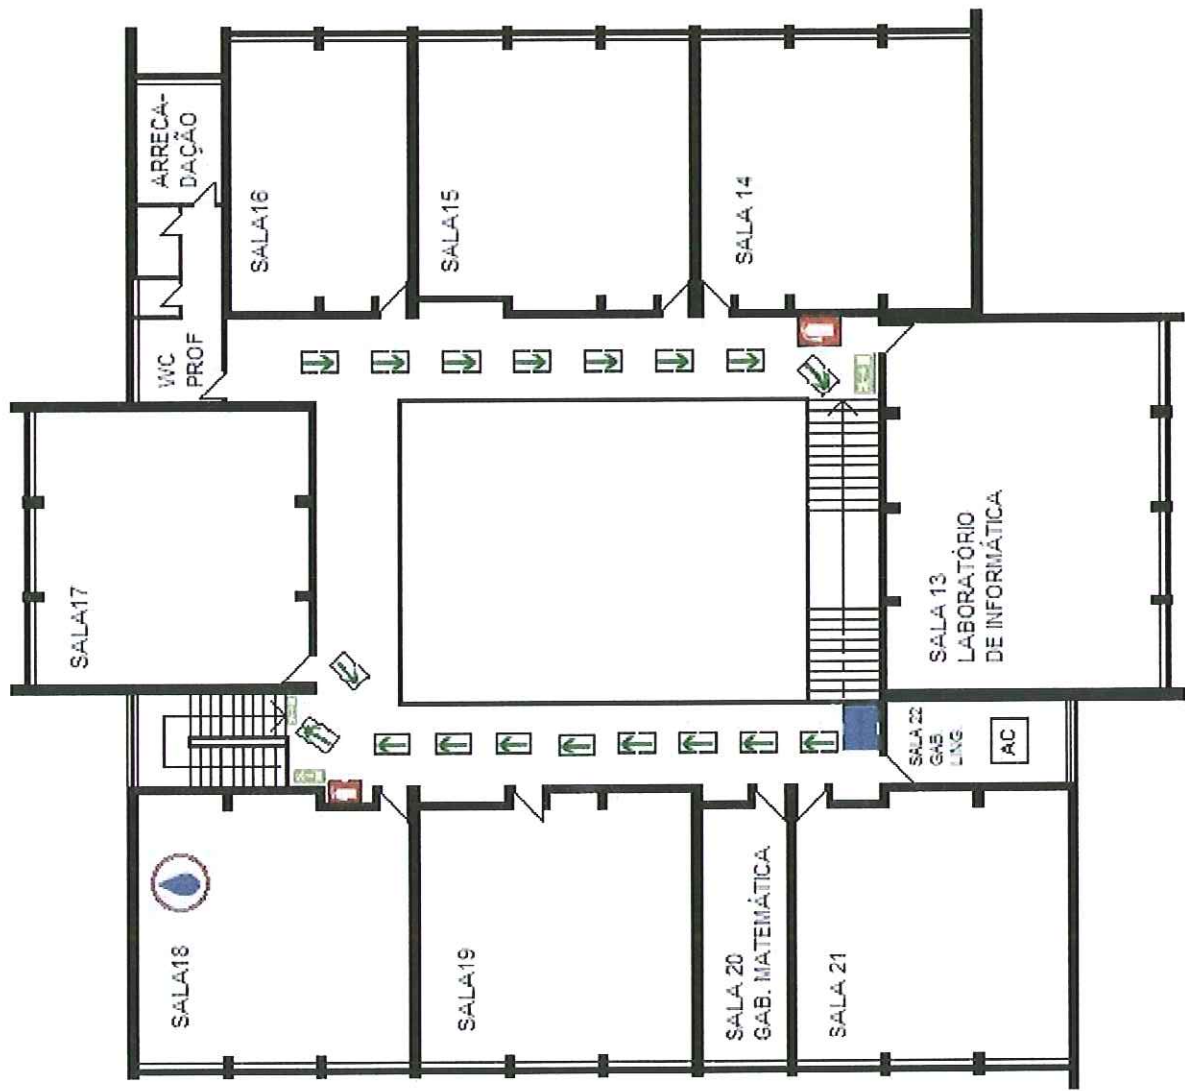 ARRECA-
DAÇÃO
SALA16
SALA15
SALA 14
WC
PROF
SALA17
SALA 13
LABORATÓRIO
DE INFORMÁTICA
SALA 22
GAB.
LING.
AC
SALA18
SALA19
SALA 20
GAB. MATEMÁTICA
SALA 21